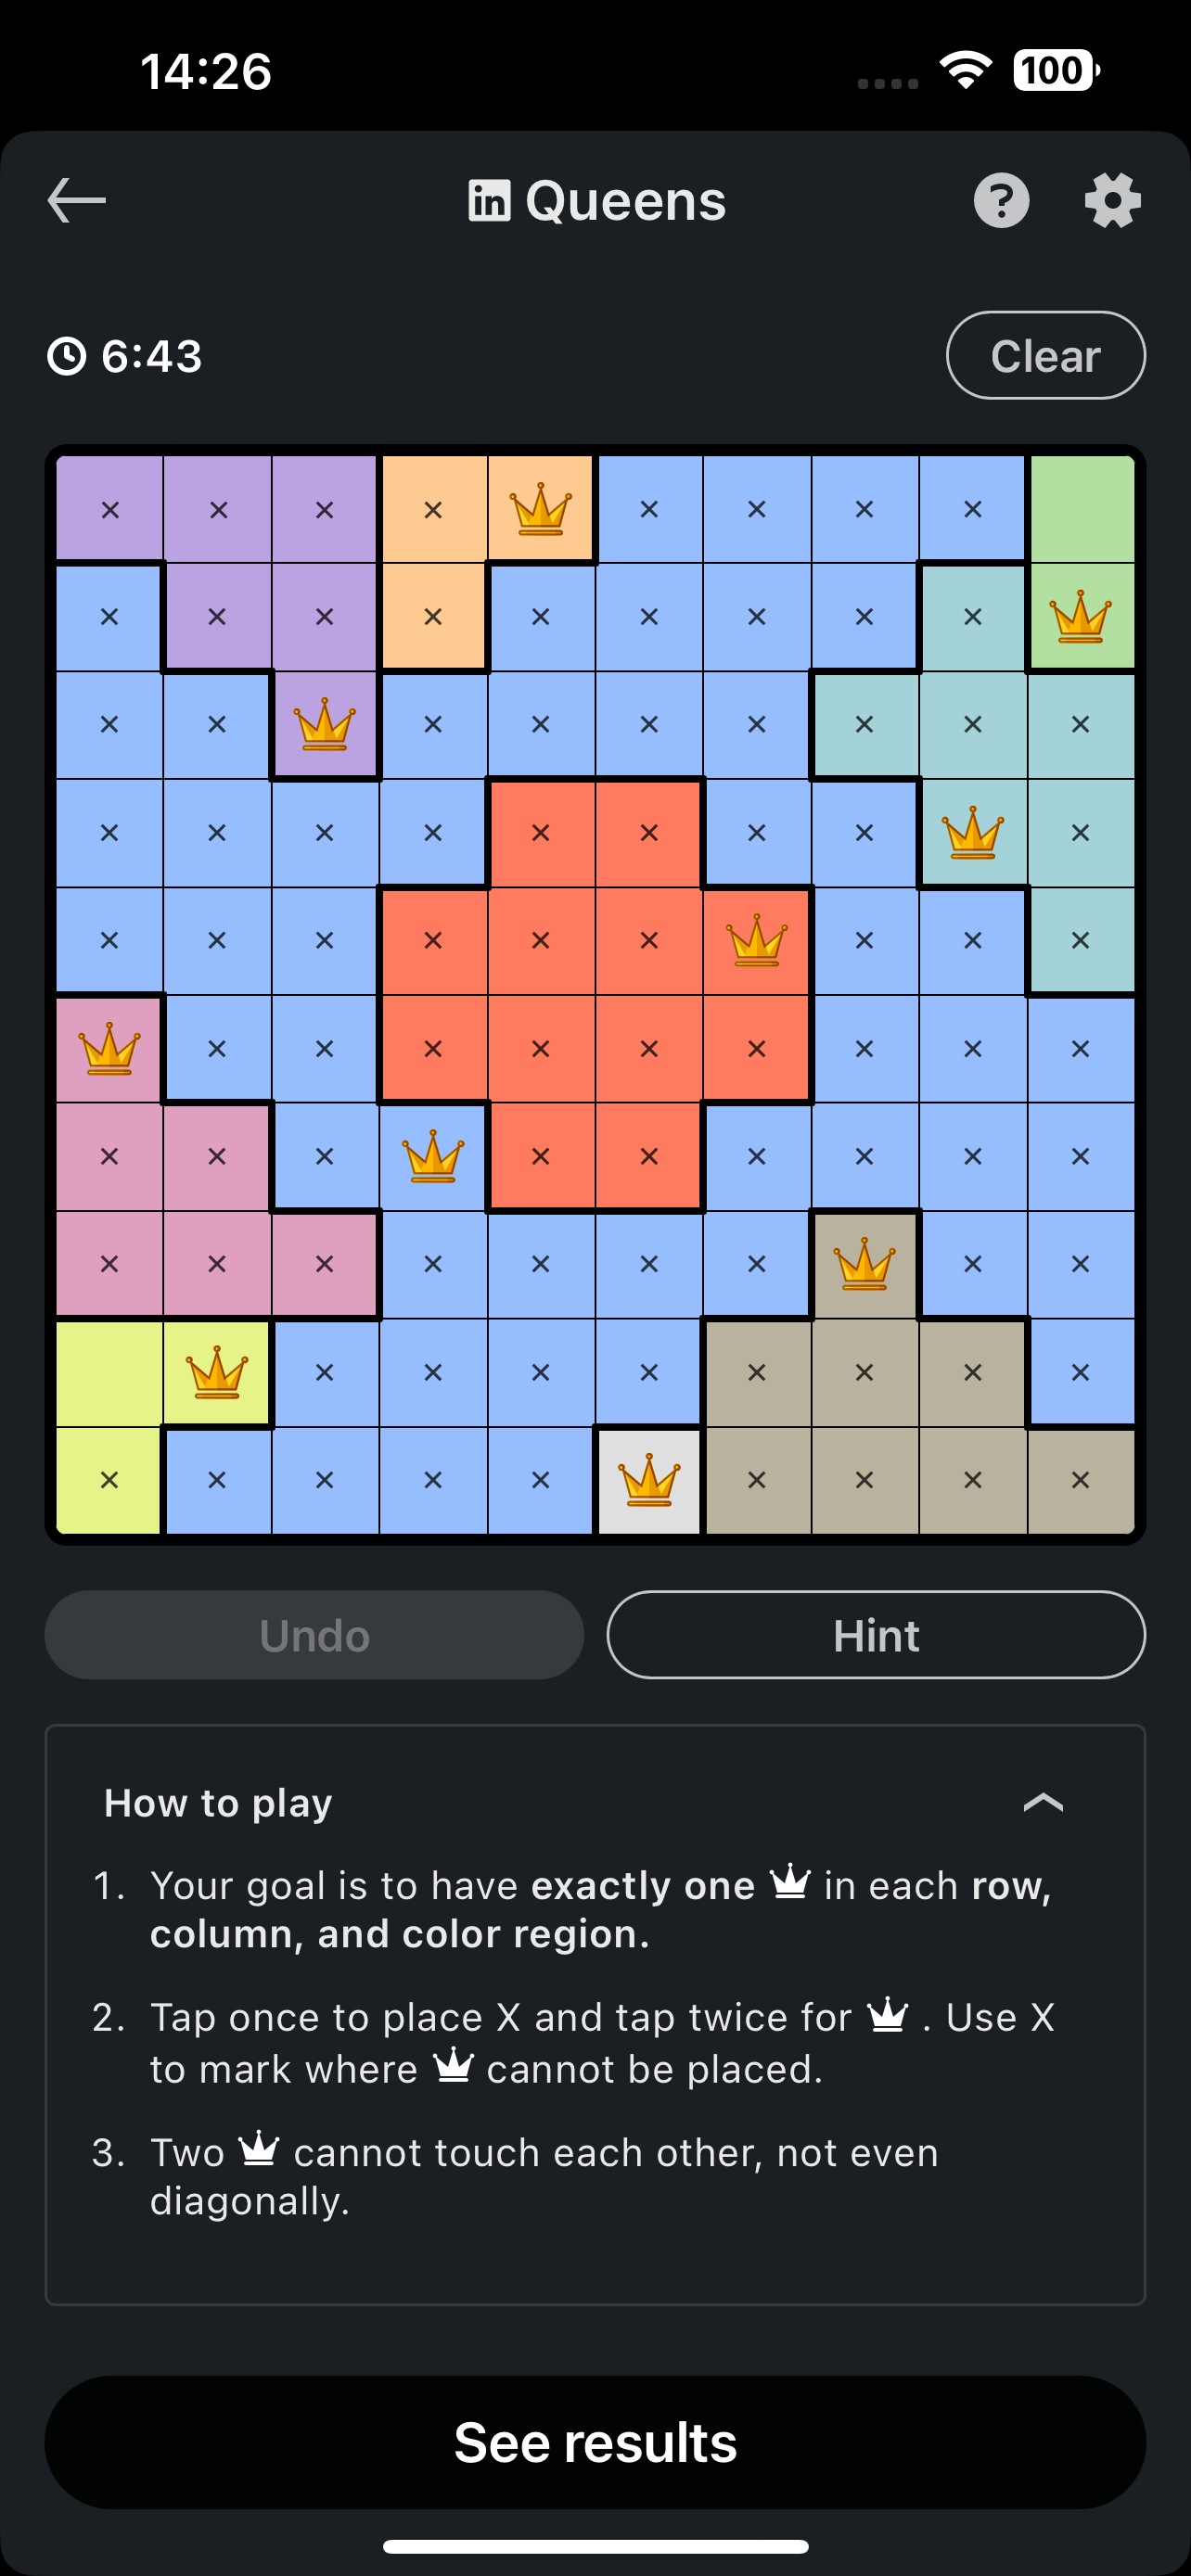 14:26
100
in Queens
?
6:43
Clear
× × × × × × × ×
× × × × × × × × ×
× × × × × × × × ×
× × × × × × × × ×
× × × × × × × × ×
× × × × × × × × ×
× × × × × × × × ×
× × × × × × × × ×
× × × × × × × ×
× × × × × × × × ×
Undo
Hint
How to play
1. Your goal is to have exactly one in each row,
column, and color region.
2. Tap once to place X and tap twice for . Use X
to mark where cannot be placed.
3. Two cannot touch each other, not even
diagonally.
See results